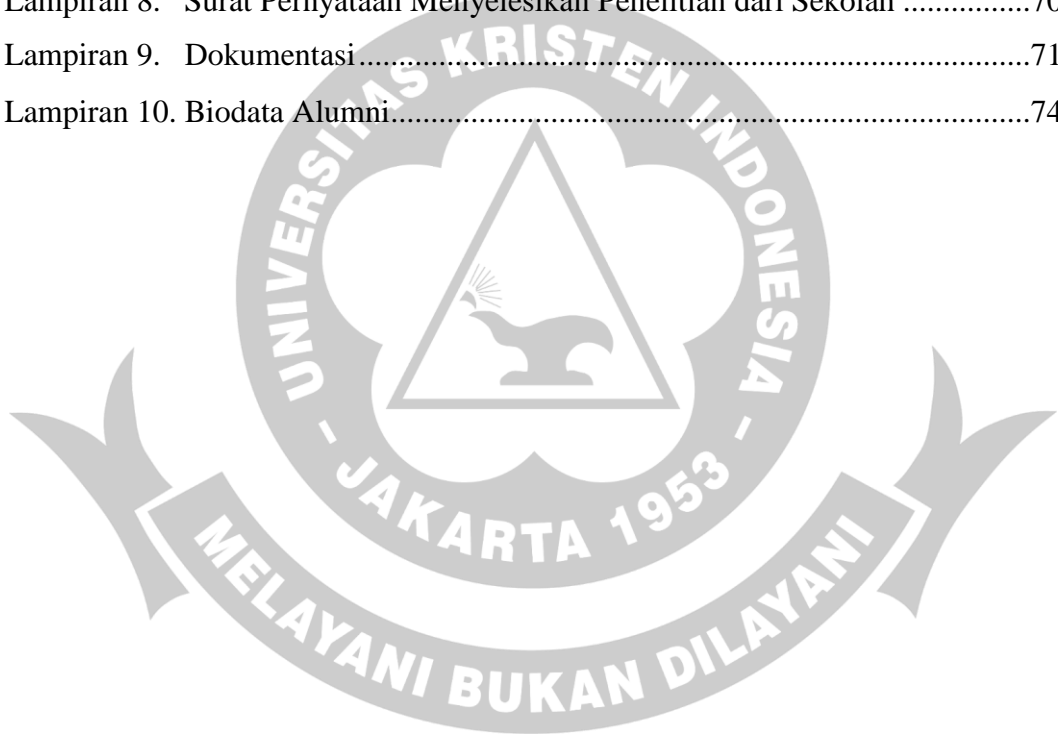 Lampiran 8. Surat Pernyataan Menyelesikan Penelitian dari Sekolah ................70
Lampiran 9. Dokumentasi....................................................................................71
Lampiran 10. Biodata Alumni................................................................................74
UNIVERSITAS KRISTEN INDONESIA
- JAKARTA 1953 -
MELAYANI BUKAN DILAYANI